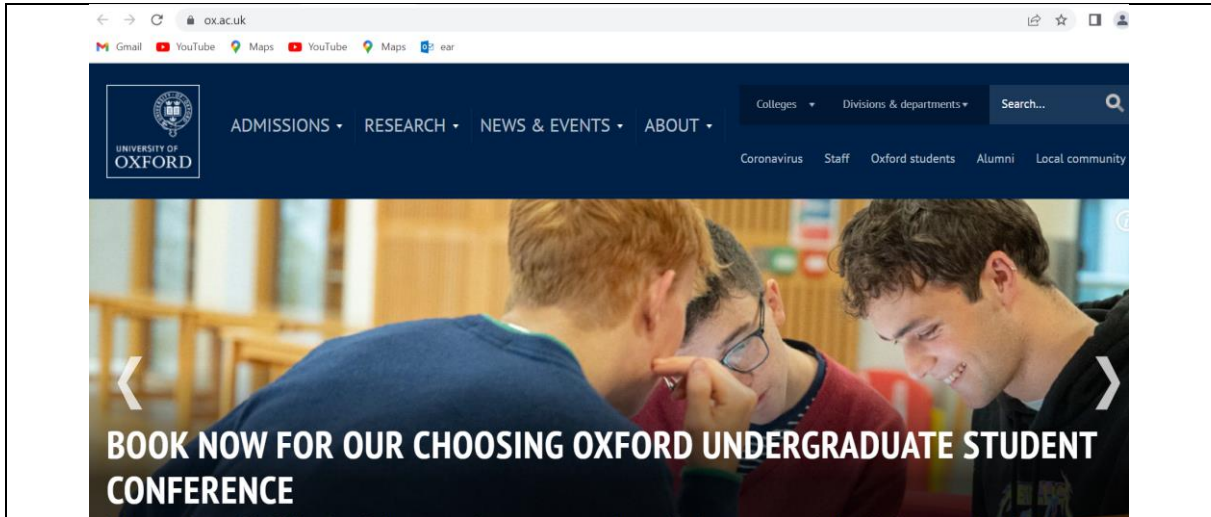 ox.ac.uk
Gmail YouTube Maps YouTube Maps ear
Colleges Divisions & departments Search...
ADMISSIONS RESEARCH NEWS & EVENTS ABOUT
UNIVERSITY OF
OXFORD
Coronavirus Staff Oxford students Alumni Local community
BOOK NOW FOR OUR CHOOSING OXFORD UNDERGRADUATE STUDENT
CONFERENCE